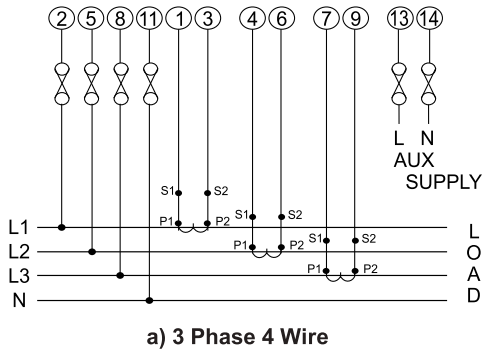 2 5 8 11 1 3 4 6 7 9 13 14
L N
AUX
SUPPLY
S1 S2
P1 P2
S1 S2
P1 P2
S1 S2
P1 P2
L1 L
L2 O
L3 A
N D
a) 3 Phase 4 Wire